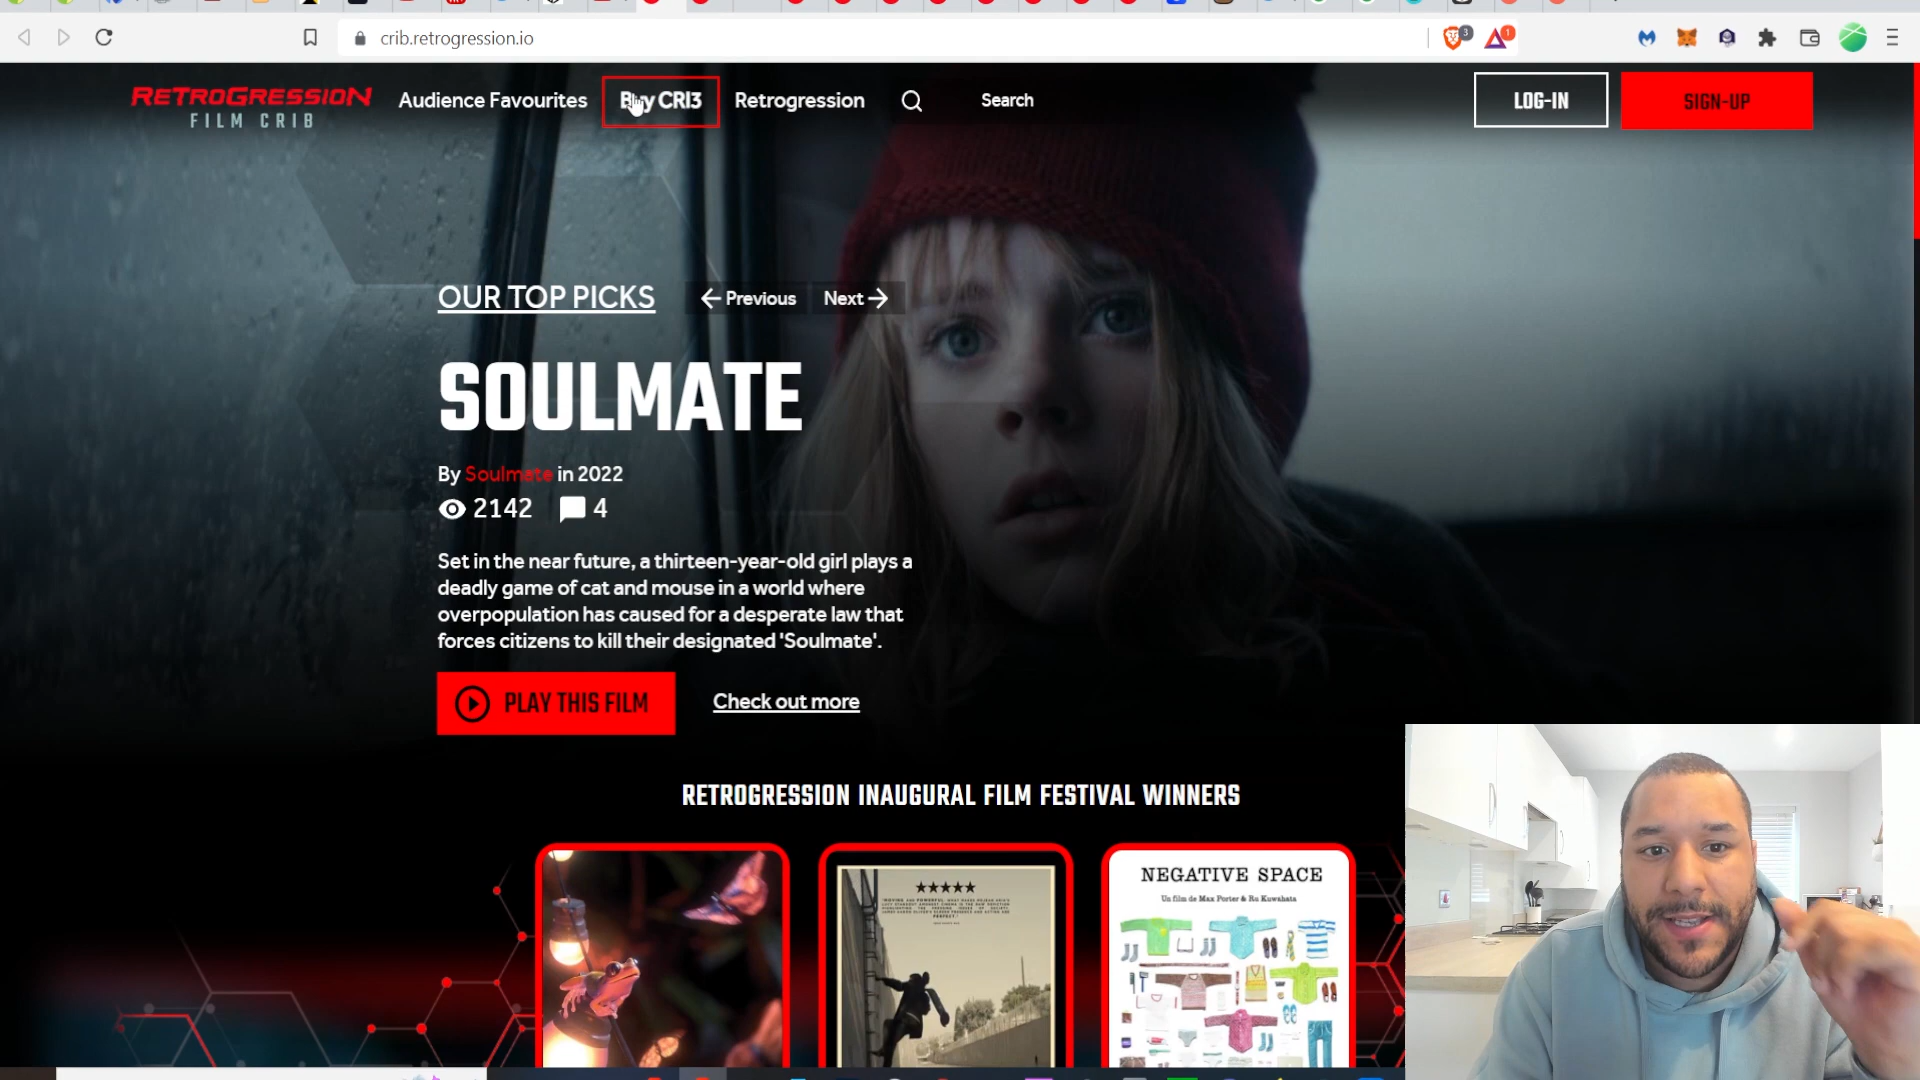 crib.retrogression.io
3
1
RETROGRESSION
FILM CRIB
Audience Favourites
Buy CRI3
Retrogression
Search
LOG-IN
SIGN-UP
OUR TOP PICKS
Previous
Next
SOULMATE
By Soulmate in 2022
2142
4
Set in the near future, a thirteen-year-old girl plays a
deadly game of cat and mouse in a world where
overpopulation has caused for a desperate law that
forces citizens to kill their designated 'Soulmate'.
PLAY THIS FILM
Check out more
RETROGRESSION INAUGURAL FILM FESTIVAL WINNERS
NEGATIVE SPACE
Un film de Max Porter & Ru Kuwahata